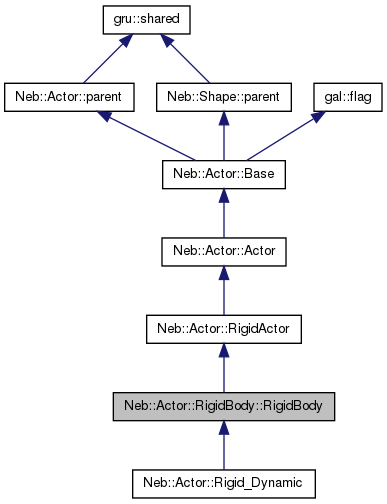 gru::shared
Neb::Actor::parent
Neb::Shape::parent
gal::flag
Neb::Actor::Base
Neb::Actor::Actor
Neb::Actor::RigidActor
Neb::Actor::RigidBody::RigidBody
Neb::Actor::Rigid_Dynamic